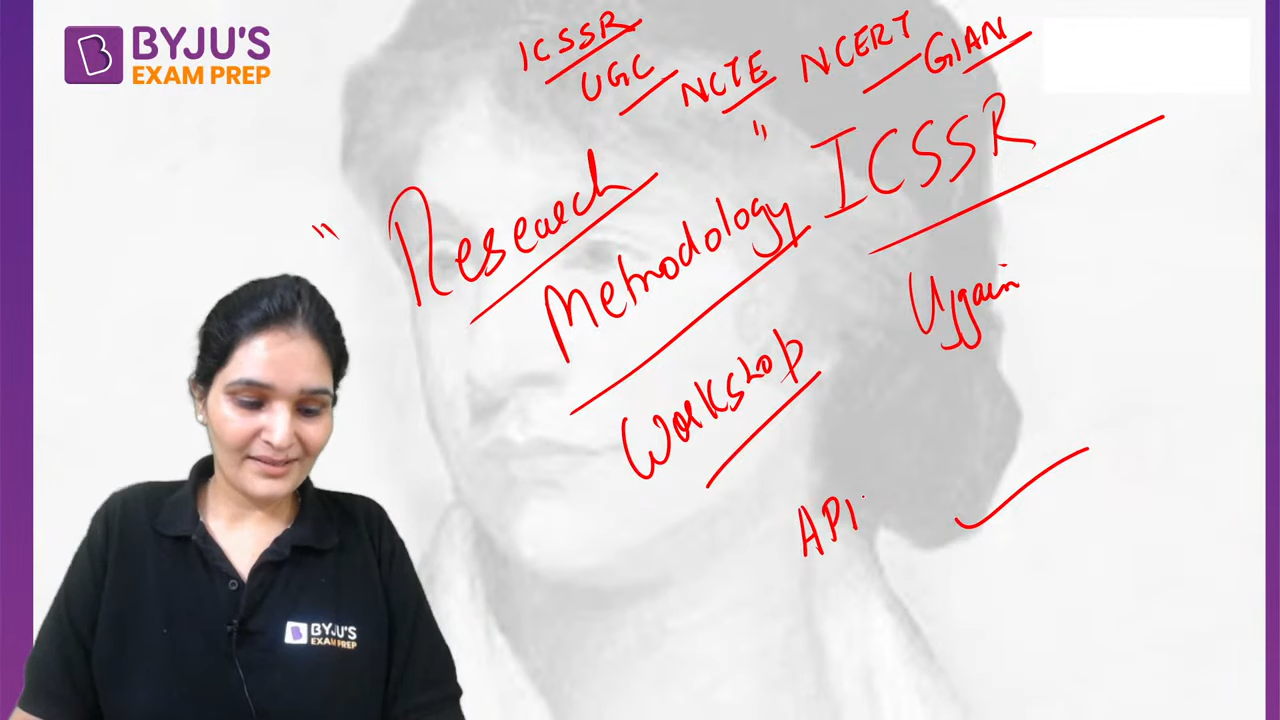 BYJU'S
EXAM PREP
ICSSR
UGC
NCTE
NCERT
GIAN
" Research
Methodology "
ICSSR
Workshop
Ujjain
API
BYJU'S
EXAM PREP